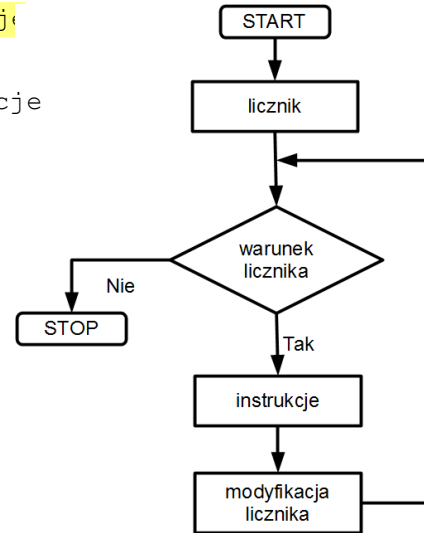 START
licznik
warunek
licznika
Nie
STOP
Tak
instrukcje
modyfikacja
licznika